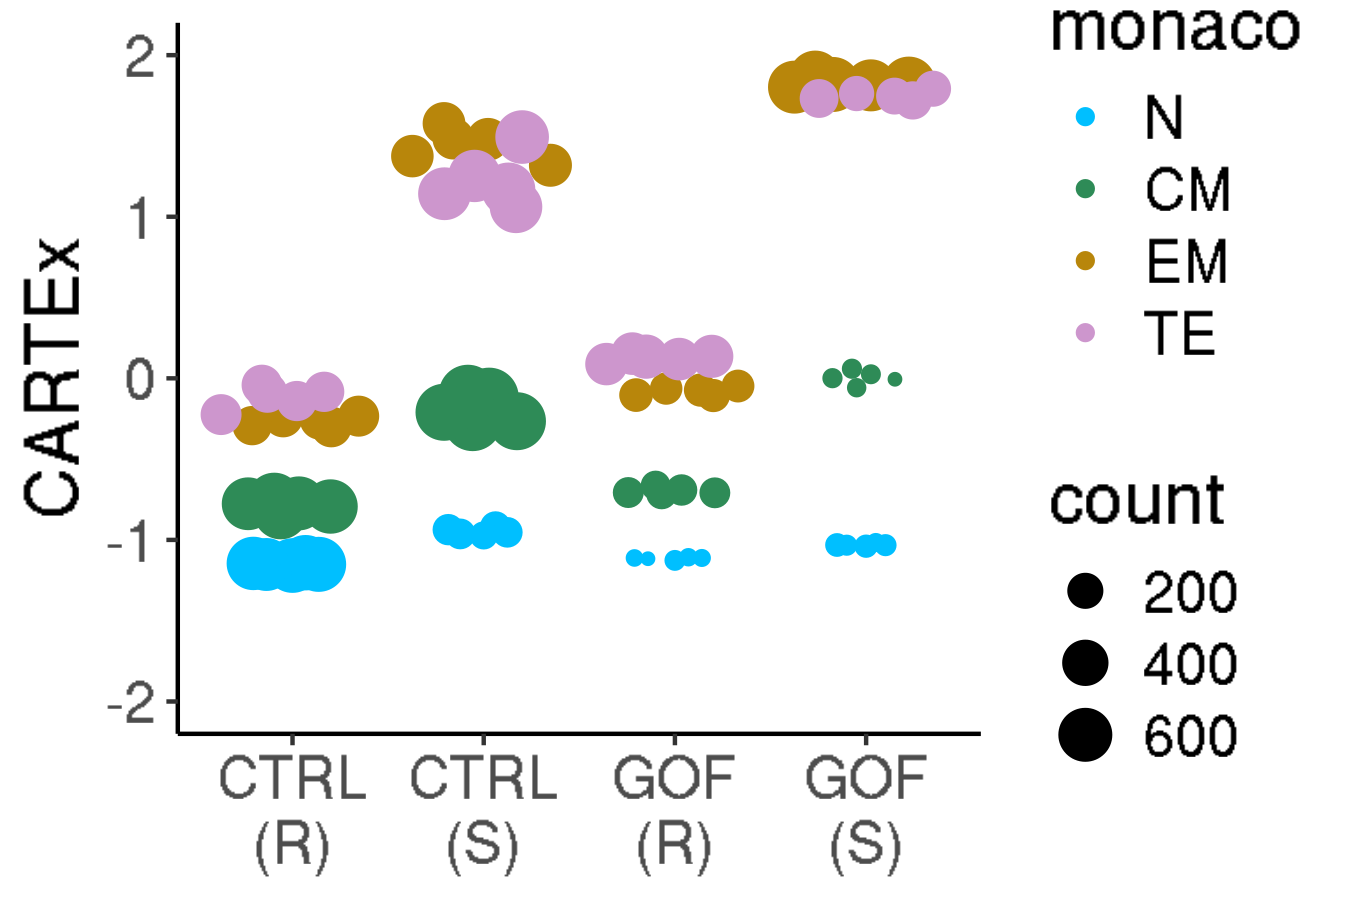 CARTEx
2
1
0
-1
-2
CTRL
(R)
CTRL
(S)
GOF
(R)
GOF
(S)
monaco
N
CM
EM
TE
count
200
400
600